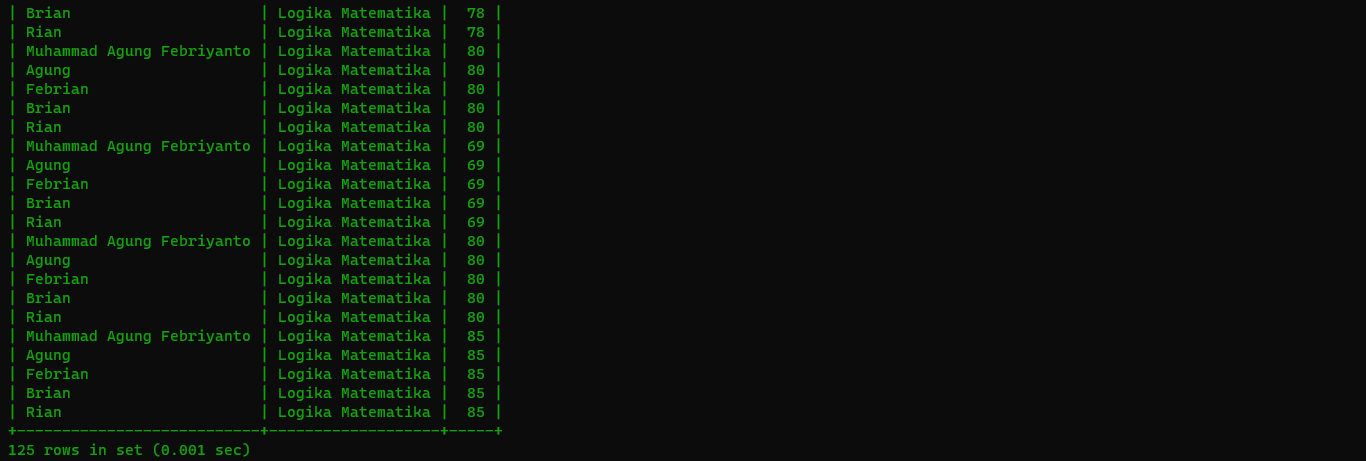 | Brian                     | Logika Matematika |  78 |
| Rian                      | Logika Matematika |  78 |
| Muhammad Agung Febriyanto | Logika Matematika |  80 |
| Agung                     | Logika Matematika |  80 |
| Febrian                   | Logika Matematika |  80 |
| Brian                     | Logika Matematika |  80 |
| Rian                      | Logika Matematika |  80 |
| Muhammad Agung Febriyanto | Logika Matematika |  69 |
| Agung                     | Logika Matematika |  69 |
| Febrian                   | Logika Matematika |  69 |
| Brian                     | Logika Matematika |  69 |
| Rian                      | Logika Matematika |  69 |
| Muhammad Agung Febriyanto | Logika Matematika |  80 |
| Agung                     | Logika Matematika |  80 |
| Febrian                   | Logika Matematika |  80 |
| Brian                     | Logika Matematika |  80 |
| Rian                      | Logika Matematika |  80 |
| Muhammad Agung Febriyanto | Logika Matematika |  85 |
| Agung                     | Logika Matematika |  85 |
| Febrian                   | Logika Matematika |  85 |
| Brian                     | Logika Matematika |  85 |
| Rian                      | Logika Matematika |  85 |
+---------------------------+-------------------+-----+
125 rows in set (0.001 sec)